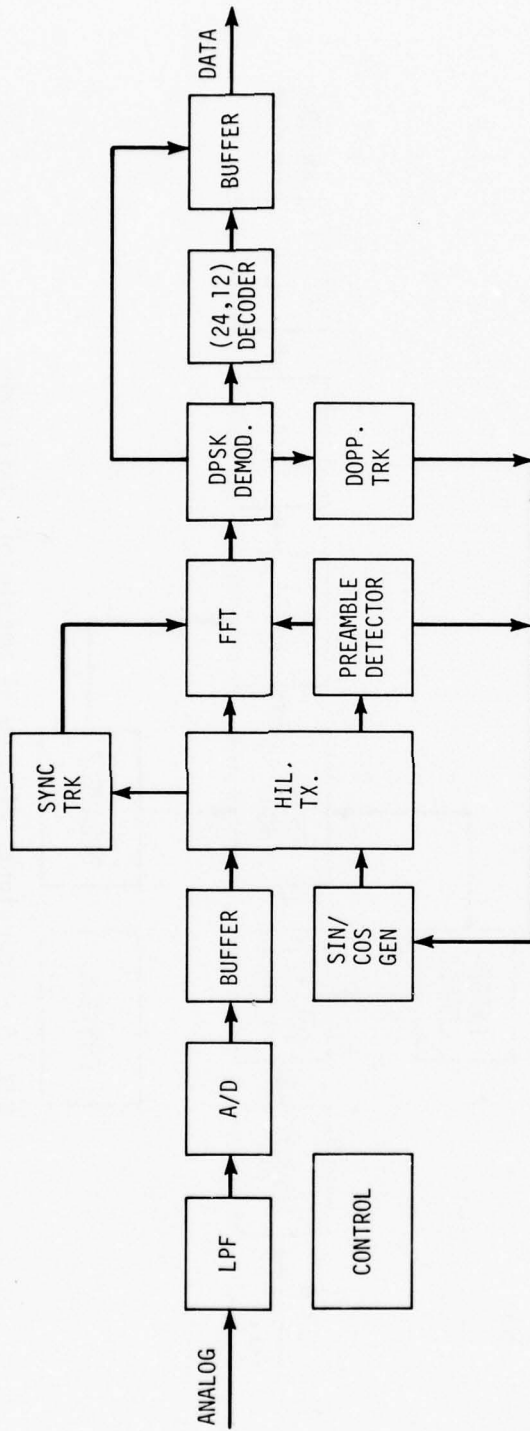 ANALOG
LPF
A/D
BUFFER
HIL.
TX.
SYNC
TRK
FFT
DPSK
DEMOD.
(24,12)
DECODER
BUFFER
DATA
CONTROL
SIN/
COS
GEN
PREAMBLE
DETECTOR
DOPP.
TRK